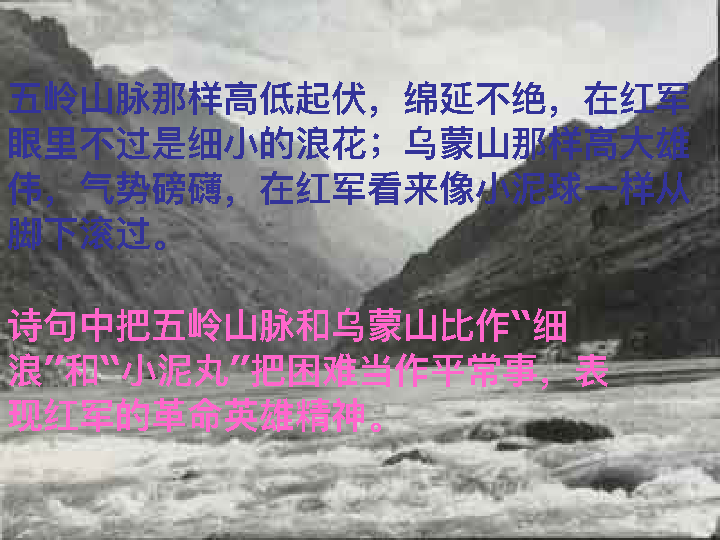 五岭山脉那样高低起伏，绵延不绝，在红军
眼里不过是细小的浪花；乌蒙山那样高大雄
伟，气势磅礴，在红军看来像小泥球一样从
脚下滚过。
诗句中把五岭山脉和乌蒙山比作“细
浪”和“小泥丸”把困难当作平常事，表
现红军的革命英雄精神。